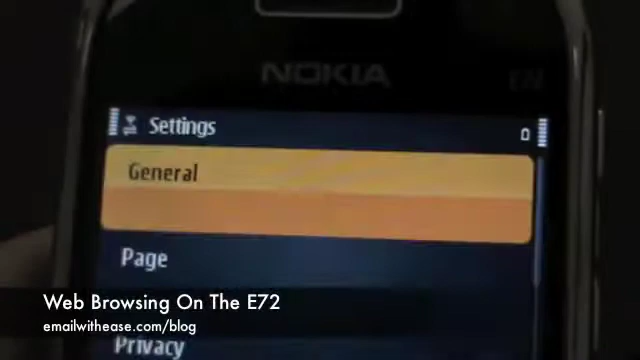 NOKIA
Settings
General
Page
Web Browsing On The E72
emailwithease.com/blog
Privacy